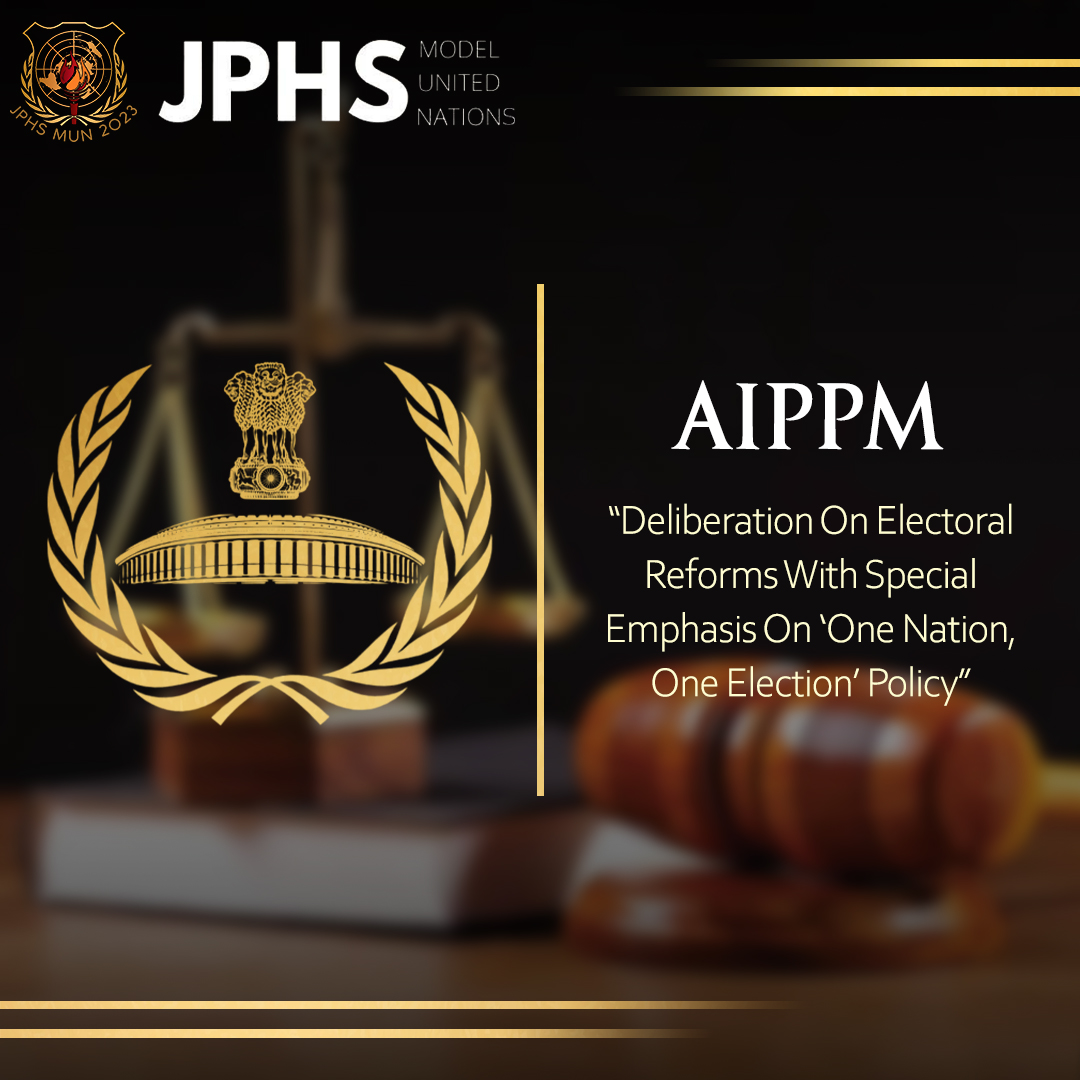 JPHS MUN 2023
JPHS
MODEL
UNITED
NATIONS
AIPPM
“Deliberation On Electoral
Reforms With Special
Emphasis On ‘One Nation,
One Election’ Policy”